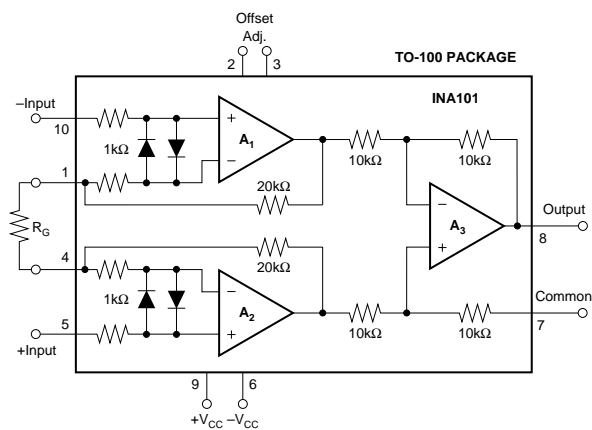 Offset
Adj.
2
3
TO-100 PACKAGE
–Input
INA101
10
1kΩ
+
–
A1
10kΩ
10kΩ
1
20kΩ
RG
–
+
A3
Output
8
4
20kΩ
1kΩ
–
+
A2
10kΩ
10kΩ
Common
7
5
+Input
9
6
+VCC –VCC